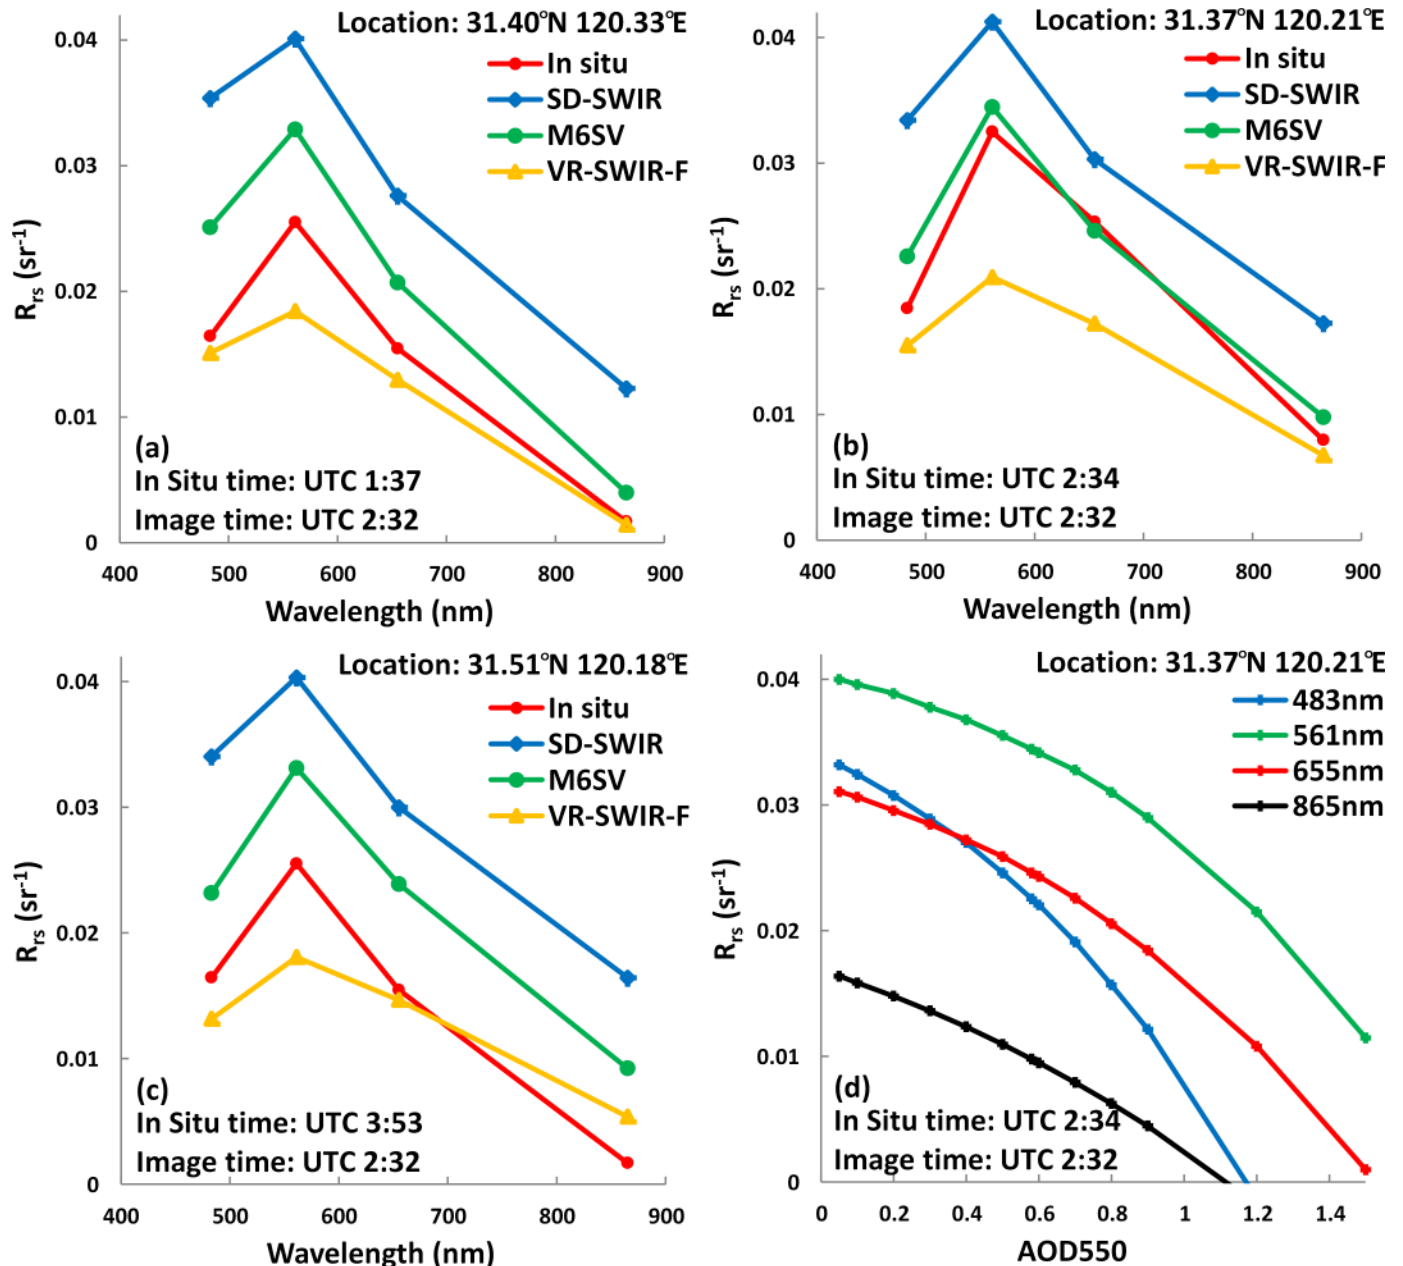 Location: 31.40°N 120.33°E
In situ
SD-SWIR
M6SV
VR-SWIR-F
0.04
0.03
0.02
0.01
0
Rrs (sr-1)
(a)
In Situ time: UTC 1:37
Image time: UTC 2:32
400 500 600 700 800 900
Wavelength (nm)
Location: 31.37°N 120.21°E
In situ
SD-SWIR
M6SV
VR-SWIR-F
0.04
0.03
0.02
0.01
0
Rrs (sr-1)
(b)
In Situ time: UTC 2:34
Image time: UTC 2:32
400 500 600 700 800 900
Wavelength (nm)
Location: 31.51°N 120.18°E
In situ
SD-SWIR
M6SV
VR-SWIR-F
0.04
0.03
0.02
0.01
0
Rrs (sr-1)
(c)
In Situ time: UTC 3:53
Image time: UTC 2:32
400 500 600 700 800 900
Wavelength (nm)
Location: 31.37°N 120.21°E
483nm
561nm
655nm
865nm
0.04
0.03
0.02
0.01
0
Rrs (sr-1)
(d)
In Situ time: UTC 2:34
Image time: UTC 2:32
0 0.2 0.4 0.6 0.8 1 1.2 1.4
AOD550